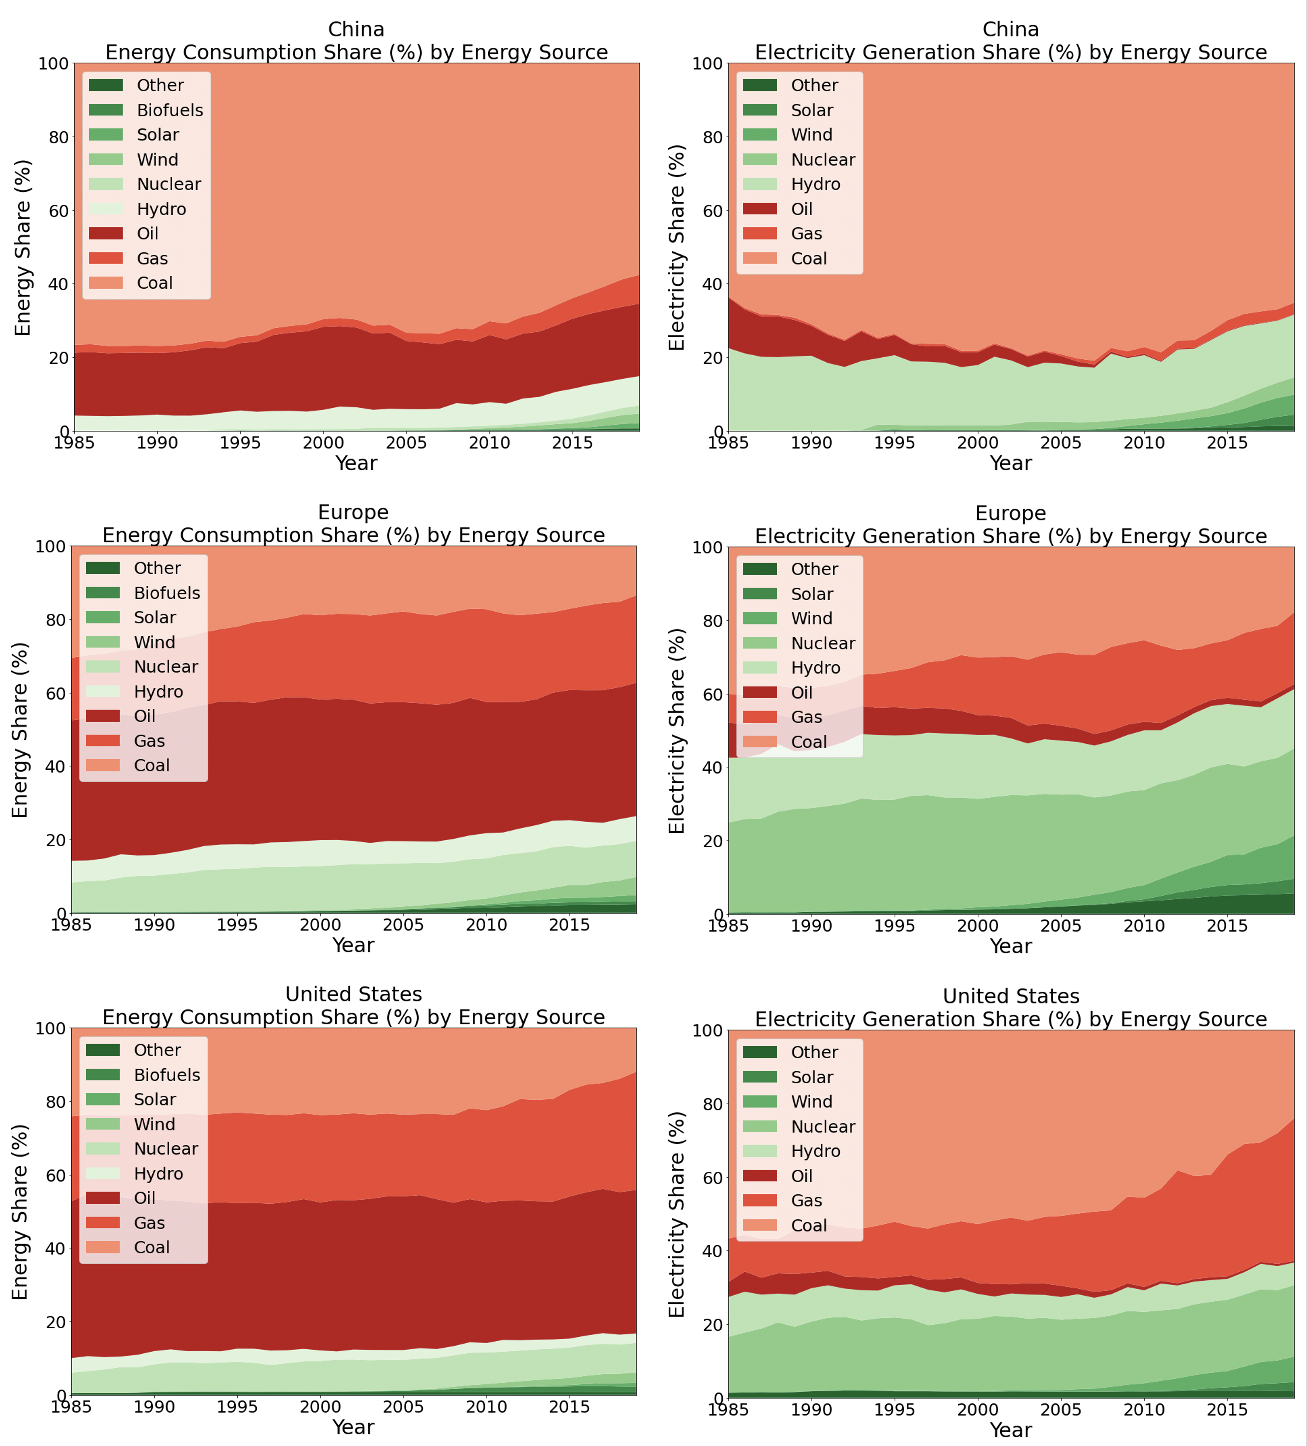 China
Energy Consumption Share (%) by Energy Source
Energy Share (%)
100
80
60
40
20
0
Other
Biofuels
Solar
Wind
Nuclear
Hydro
Oil
Gas
Coal
1985 1990 1995 2000 2005 2010 2015
Year
China
Electricity Generation Share (%) by Energy Source
Electricity Share (%)
100
80
60
40
20
0
Other
Solar
Wind
Nuclear
Hydro
Oil
Gas
Coal
1985 1990 1995 2000 2005 2010 2015
Year
Europe
Energy Consumption Share (%) by Energy Source
Energy Share (%)
100
80
60
40
20
0
Other
Biofuels
Solar
Wind
Nuclear
Hydro
Oil
Gas
Coal
1985 1990 1995 2000 2005 2010 2015
Year
Europe
Electricity Generation Share (%) by Energy Source
Electricity Share (%)
100
80
60
40
20
0
Other
Solar
Wind
Nuclear
Hydro
Oil
Gas
Coal
1985 1990 1995 2000 2005 2010 2015
Year
United States
Energy Consumption Share (%) by Energy Source
Energy Share (%)
100
80
60
40
20
0
Other
Biofuels
Solar
Wind
Nuclear
Hydro
Oil
Gas
Coal
1985 1990 1995 2000 2005 2010 2015
Year
United States
Electricity Generation Share (%) by Energy Source
Electricity Share (%)
100
80
60
40
20
0
Other
Solar
Wind
Nuclear
Hydro
Oil
Gas
Coal
1985 1990 1995 2000 2005 2010 2015
Year